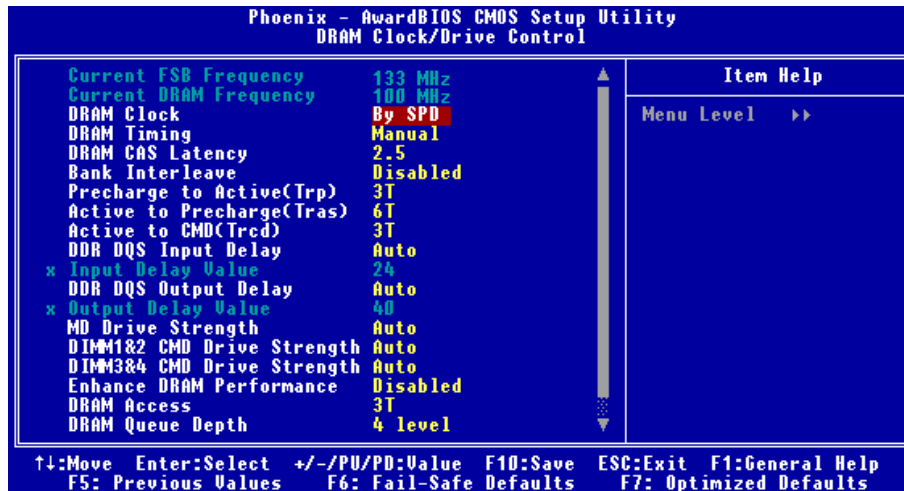 Phoenix - AwardBIOS CMOS Setup Utility
DRAM Clock/Drive Control
Current FSB Frequency 133 MHz
Current DRAM Frequency 100 MHz
DRAM Clock By SPD
DRAM Timing Manual
DRAM CAS Latency 2.5
Bank Interleave Disabled
Precharge to Active(Trp) 3T
Active to Precharge(Tras) 6T
Active to CMD(Trcd) 3T
DDR DQS Input Delay Auto
x Input Delay Value 24
DDR DQS Output Delay Auto
x Output Delay Value 40
MD Drive Strength Auto
DIMM1&2 CMD Drive Strength Auto
DIMM3&4 CMD Drive Strength Auto
Enhance DRAM Performance Disabled
DRAM Access 3T
DRAM Queue Depth 4 level
Item Help
Menu Level ▸▸
↑↓:Move Enter:Select +/-/PU/PD:Value F10:Save ESC:Exit F1:General Help
F5: Previous Values F6: Fail-Safe Defaults F7: Optimized Defaults